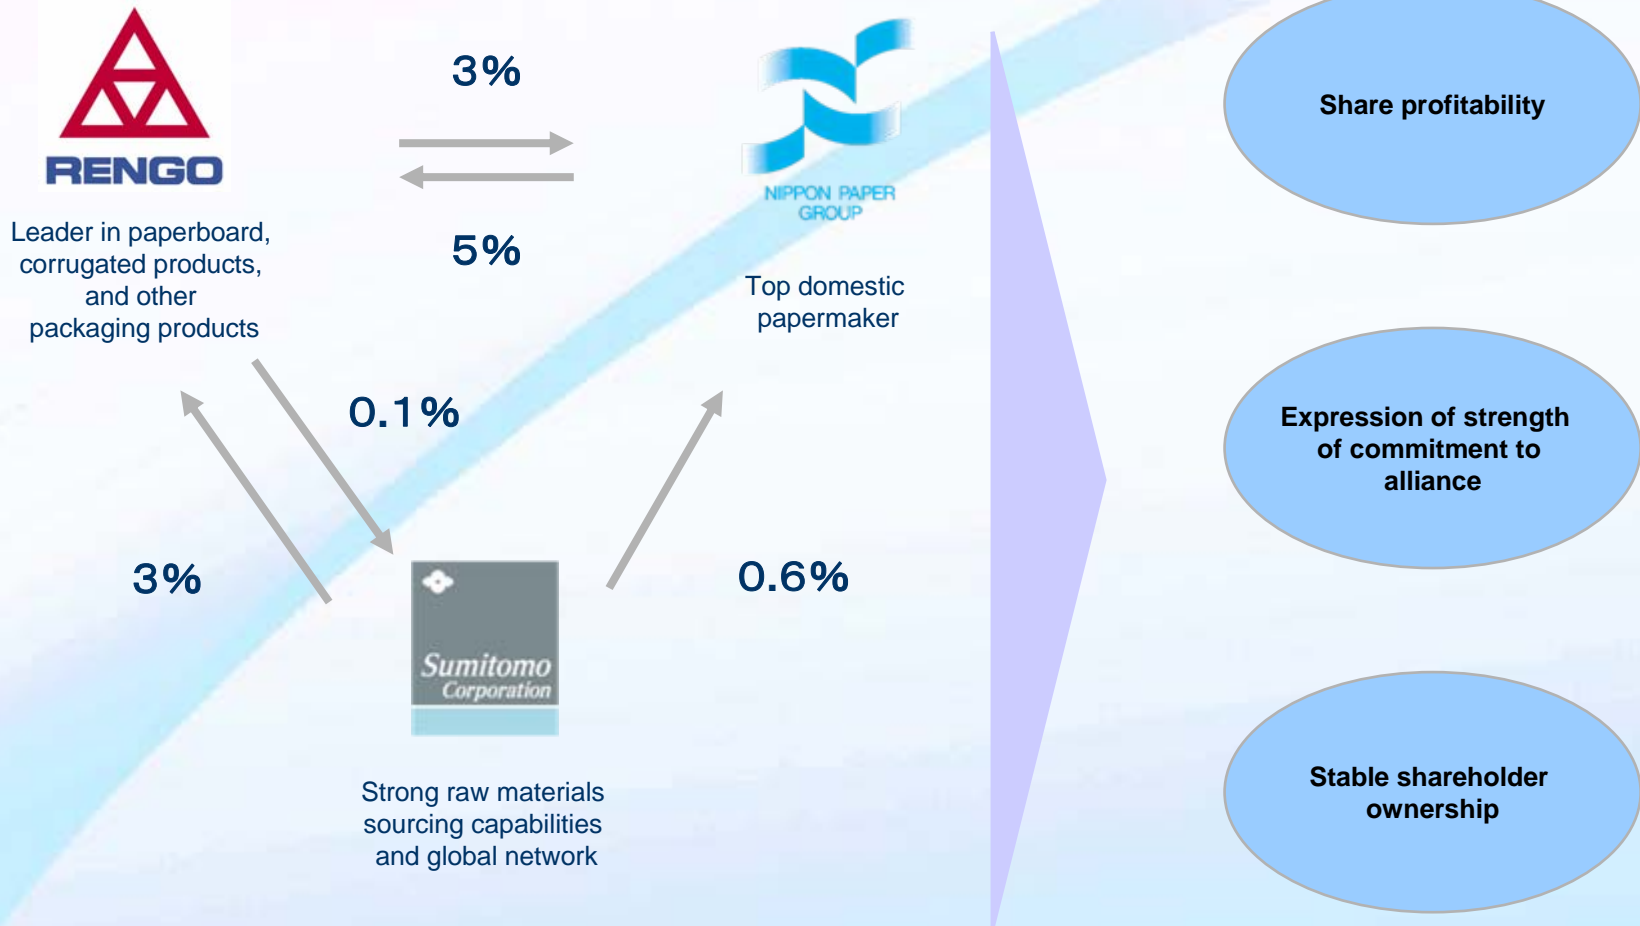 RENGO
Leader in paperboard,
corrugated products,
and other
packaging products
3%
5%
NIPPON PAPER
GROUP
Top domestic
papermaker
0.1%
3%
0.6%
Sumitomo
Corporation
Strong raw materials
sourcing capabilities
and global network
Share profitability
Expression of strength
of commitment to
alliance
Stable shareholder
ownership